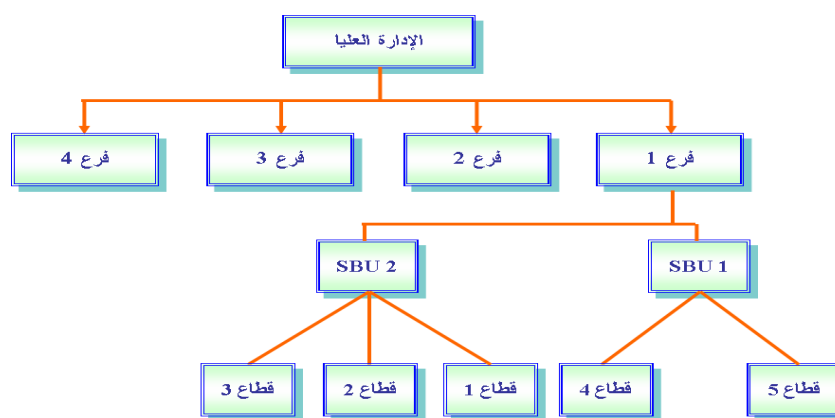 الإدارة العليا
فرع 1
فرع 2
فرع 3
فرع 4
SBU 1
SBU 2
قطاع 5
قطاع 4
قطاع 1
قطاع 2
قطاع 3